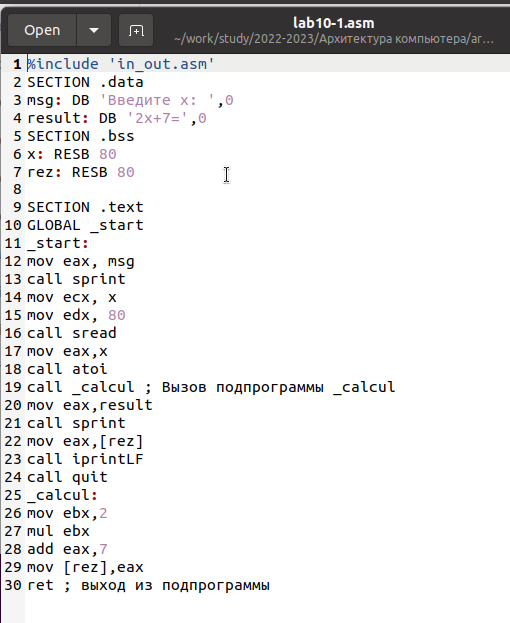 Open
lab10-1.asm
~/work/study/2022-2023/Архитектура компьютера/ar...
1 %include 'in_out.asm'
2 SECTION .data
3 msg: DB 'Введите x: ',0
4 result: DB '2x+7=',0
5 SECTION .bss
6 x: RESB 80
7 rez: RESB 80
8
9 SECTION .text
10 GLOBAL _start
11 _start:
12 mov eax, msg
13 call sprint
14 mov ecx, x
15 mov edx, 80
16 call sread
17 mov eax,x
18 call atoi
19 call _calcul ; Вызов подпрограммы _calcul
20 mov eax,result
21 call sprint
22 mov eax,[rez]
23 call iprintLF
24 call quit
25 _calcul:
26 mov ebx,2
27 mul ebx
28 add eax,7
29 mov [rez],eax
30 ret ; выход из подпрограммы